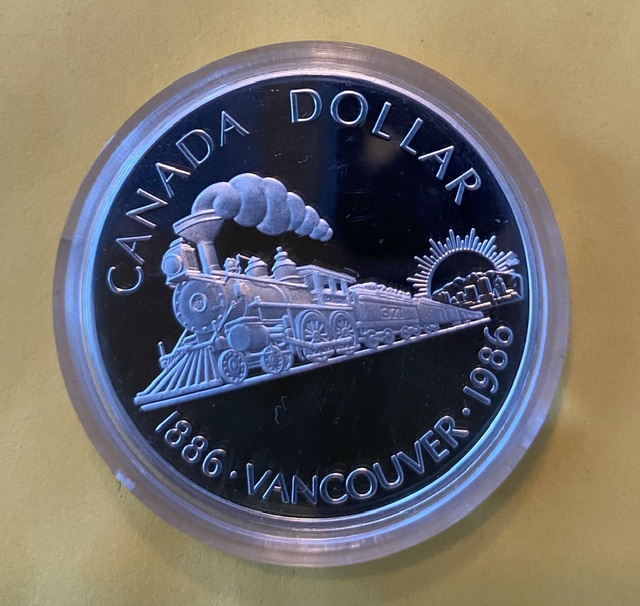 CANADA DOLLAR
1886 · VANCOUVER · 1986